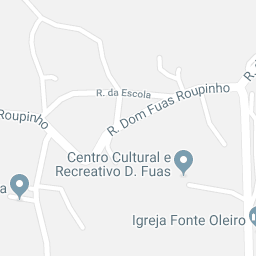 R. da Escola
R. Dom Fuas Roupinho
Roupinho
Centro Cultural e
Recreativo D. Fuas
Igreja Fonte Oleiro